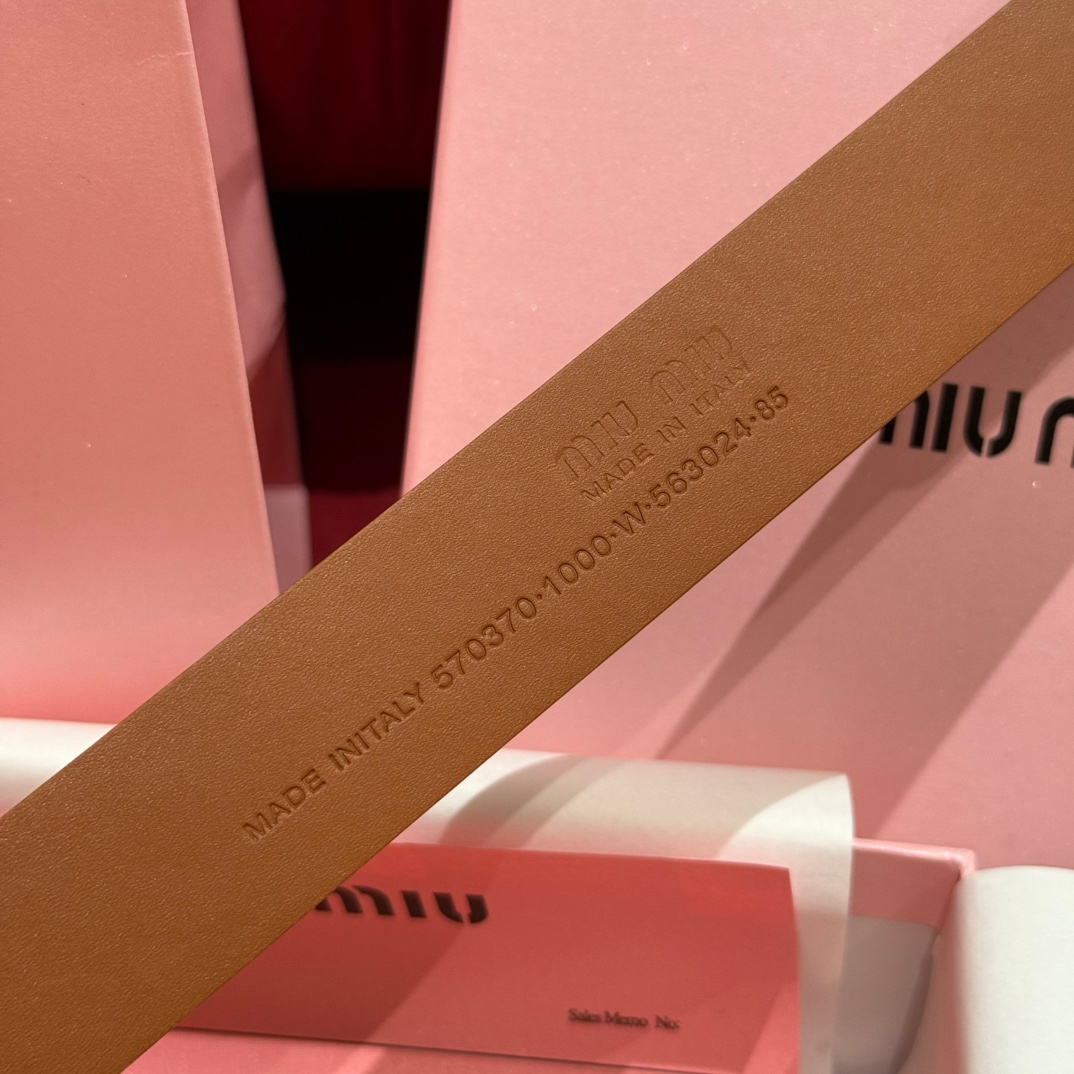 miu miu
MADE IN ITALY
MADE INITALY 570370·1000·W·563024·85
miu m
miu
Sales Memo No: